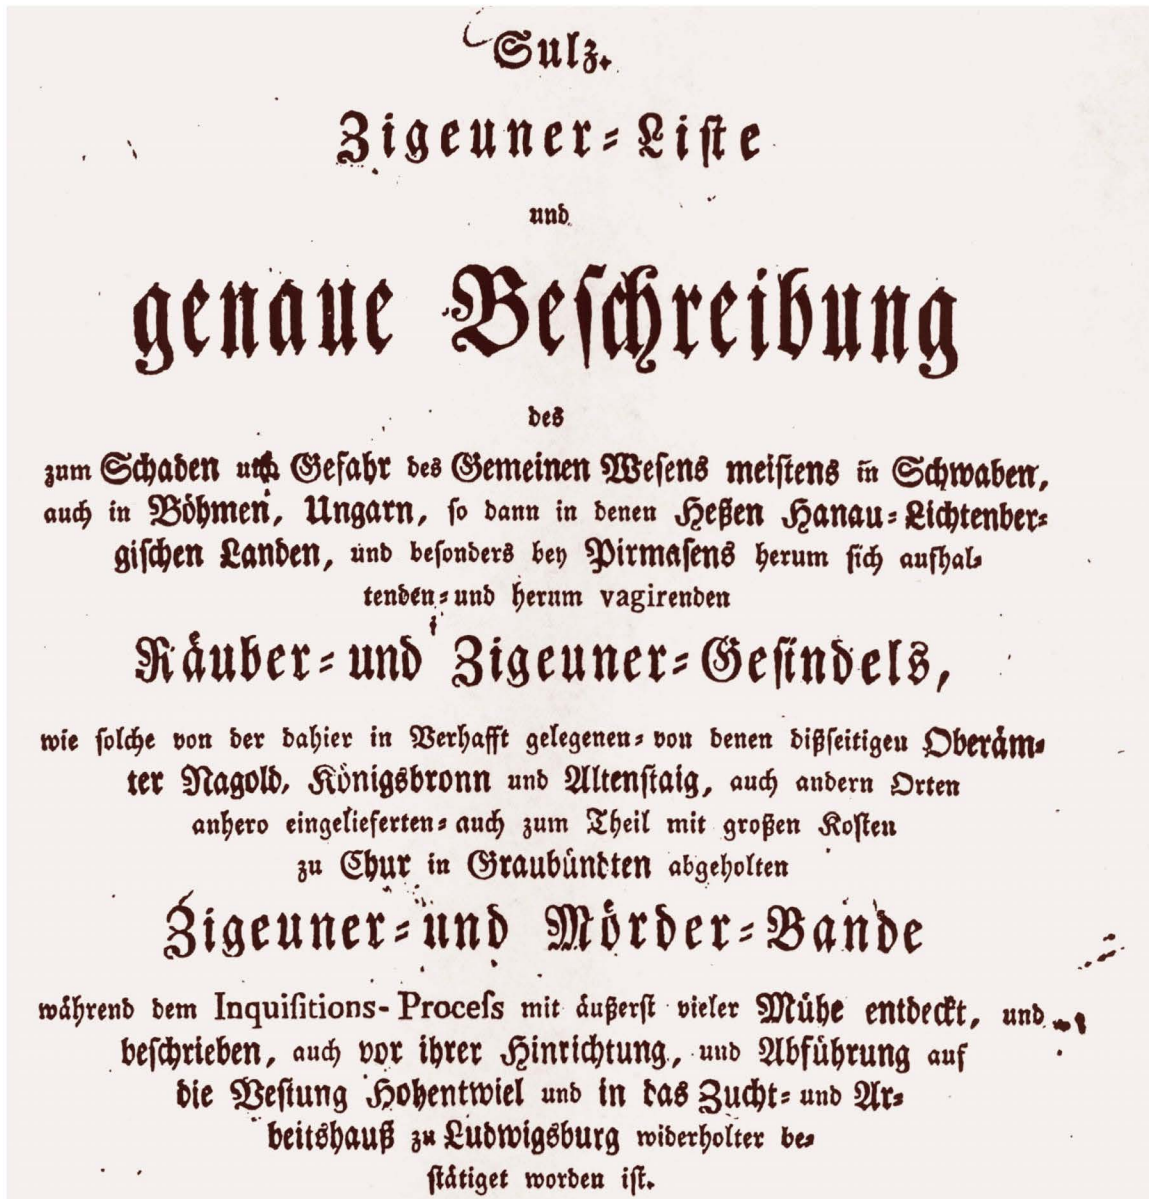 Sulz.
Zigeuner-Liste
und
genaue Beschreibung
des
zum Schaden und Gefahr des Gemeinen Wesens meistens in Schwaben,
auch in Böhmen, Ungarn, so dann in denen Heßen Hanau-Lichtenber-
gischen Landen, und besonders bey Pirmasens herum sich aufhal-
tenden-und herum vagirenden
Räuber-und Zigeuner-Gesindels,
wie solche von der dahier in Verhafft gelegenen-von denen dißseitigen Oberäm-
ter Nagold, Königsbronn und Altenstaig, auch andern Orten
anhero eingelieferten-auch zum Theil mit großen Kosten
zu Chur in Graubündten abgeholten
Zigeuner-und Mörder-Bande
während dem Inquisitions-Process mit äußerst vieler Mühe entdeckt, und
beschrieben, auch vor ihrer Hinrichtung, und Abführung auf
die Vestung Hohentwiel und in das Zucht- und Ar-
beitshauß zu Ludwigsburg widerholter be-
stätiget worden ist.